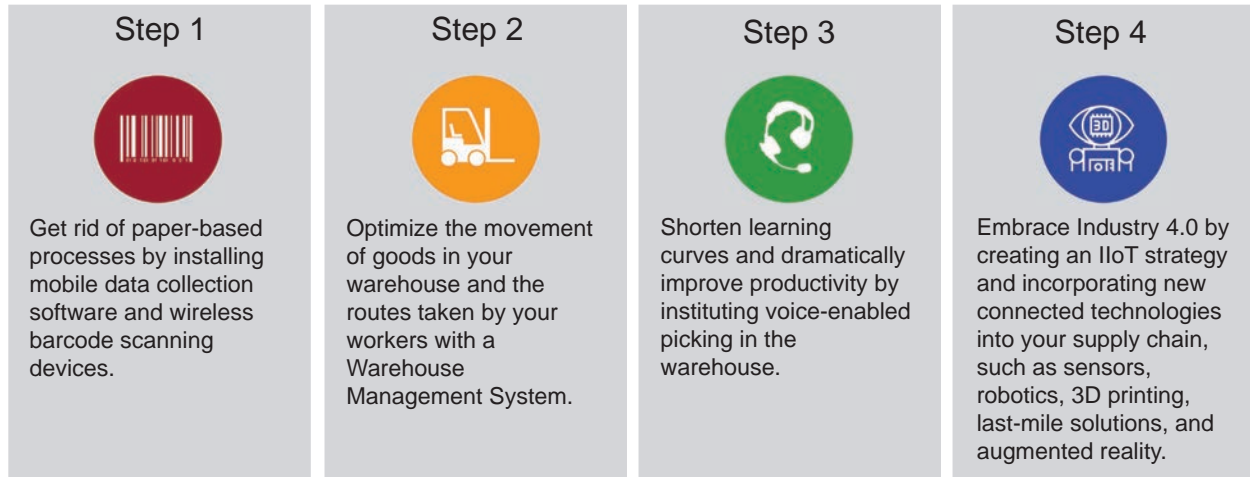 Step 1
Get rid of paper-based
processes by installing
mobile data collection
software and wireless
barcode scanning
devices.
Step 2
Optimize the movement
of goods in your
warehouse and the
routes taken by your
workers with a
Warehouse
Management System.
Step 3
Shorten learning
curves and dramatically
improve productivity by
instituting voice-enabled
picking in the
warehouse.
Step 4
3D
Embrace Industry 4.0 by
creating an IIoT strategy
and incorporating new
connected technologies
into your supply chain,
such as sensors,
robotics, 3D printing,
last-mile solutions, and
augmented reality.